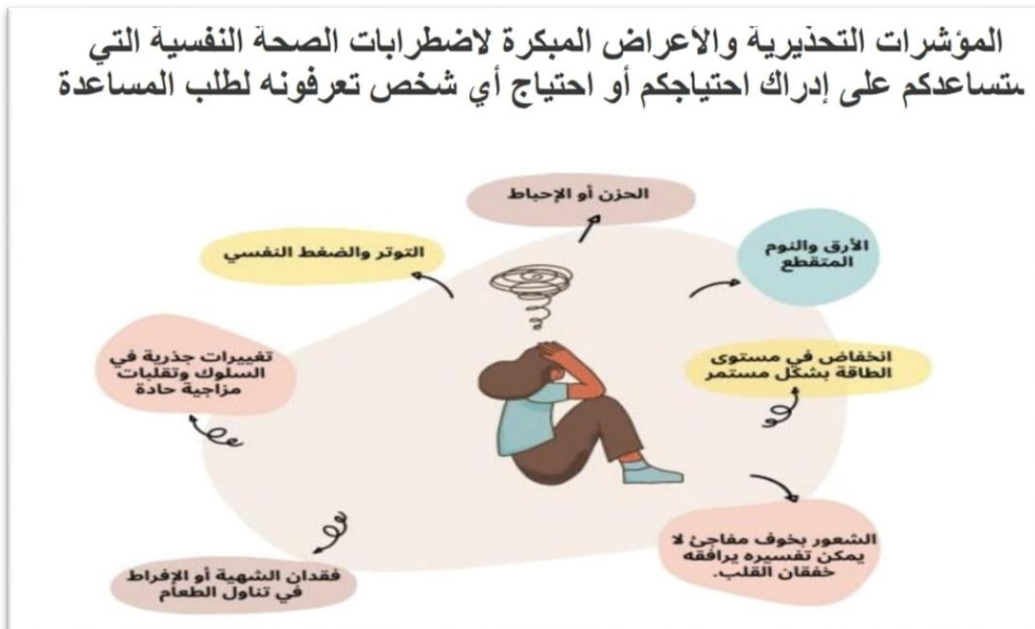 المؤشرات التحذيرية والأعراض المبكرة لاضطرابات الصحة النفسية التي
ستساعدكم على إدراك احتياجكم أو احتياج أي شخص تعرفونه لطلب المساعدة
الحزن أو الإحباط
الأرق والنوم
المتقطع
التوتر والضغط النفسي
انخفاض في مستوى
الطاقة بشكل مستمر
تغييرات جذرية في
السلوك وتقلبات
مزاجية حادة
الشعور بخوف مفاجئ لا
يمكن تفسيره يرافقه
خفقان القلب.
فقدان الشهية أو الإفراط
في تناول الطعام